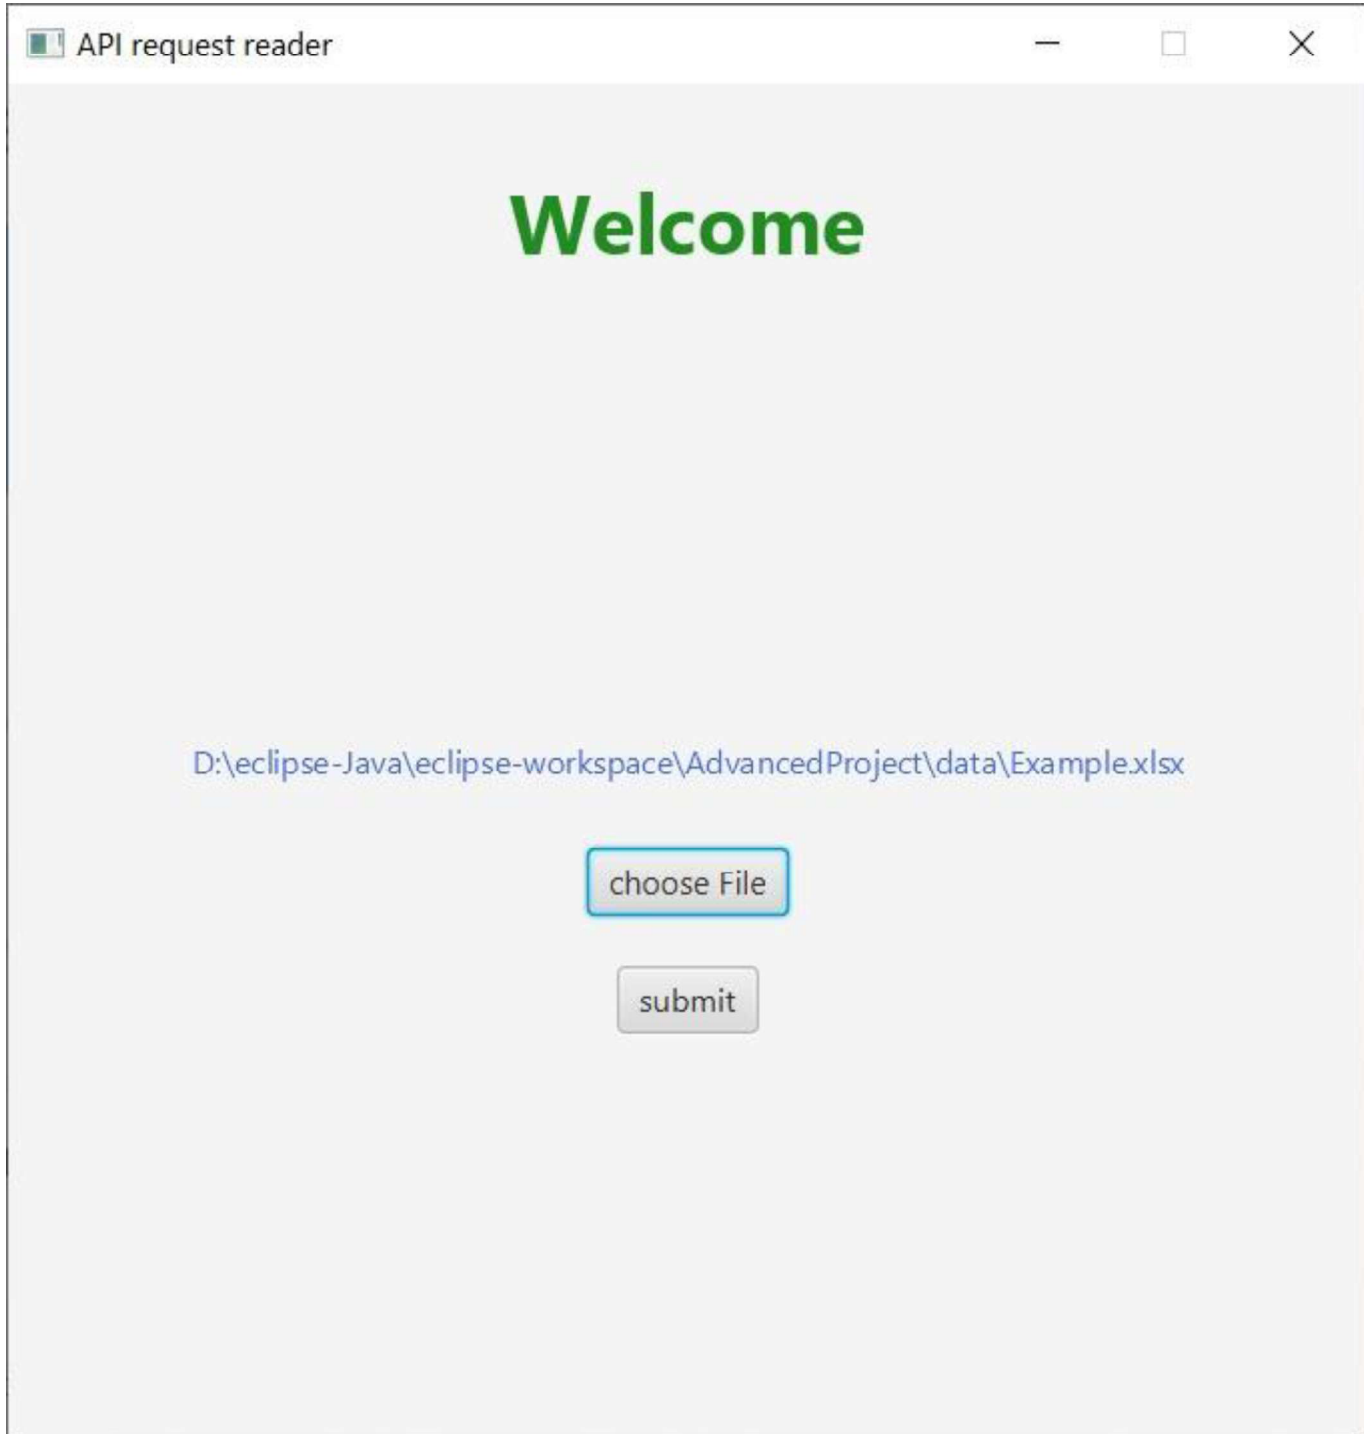 API request reader
Welcome
D:\eclipse-Java\eclipse-workspace\AdvancedProject\data\Example.xlsx
choose File
submit